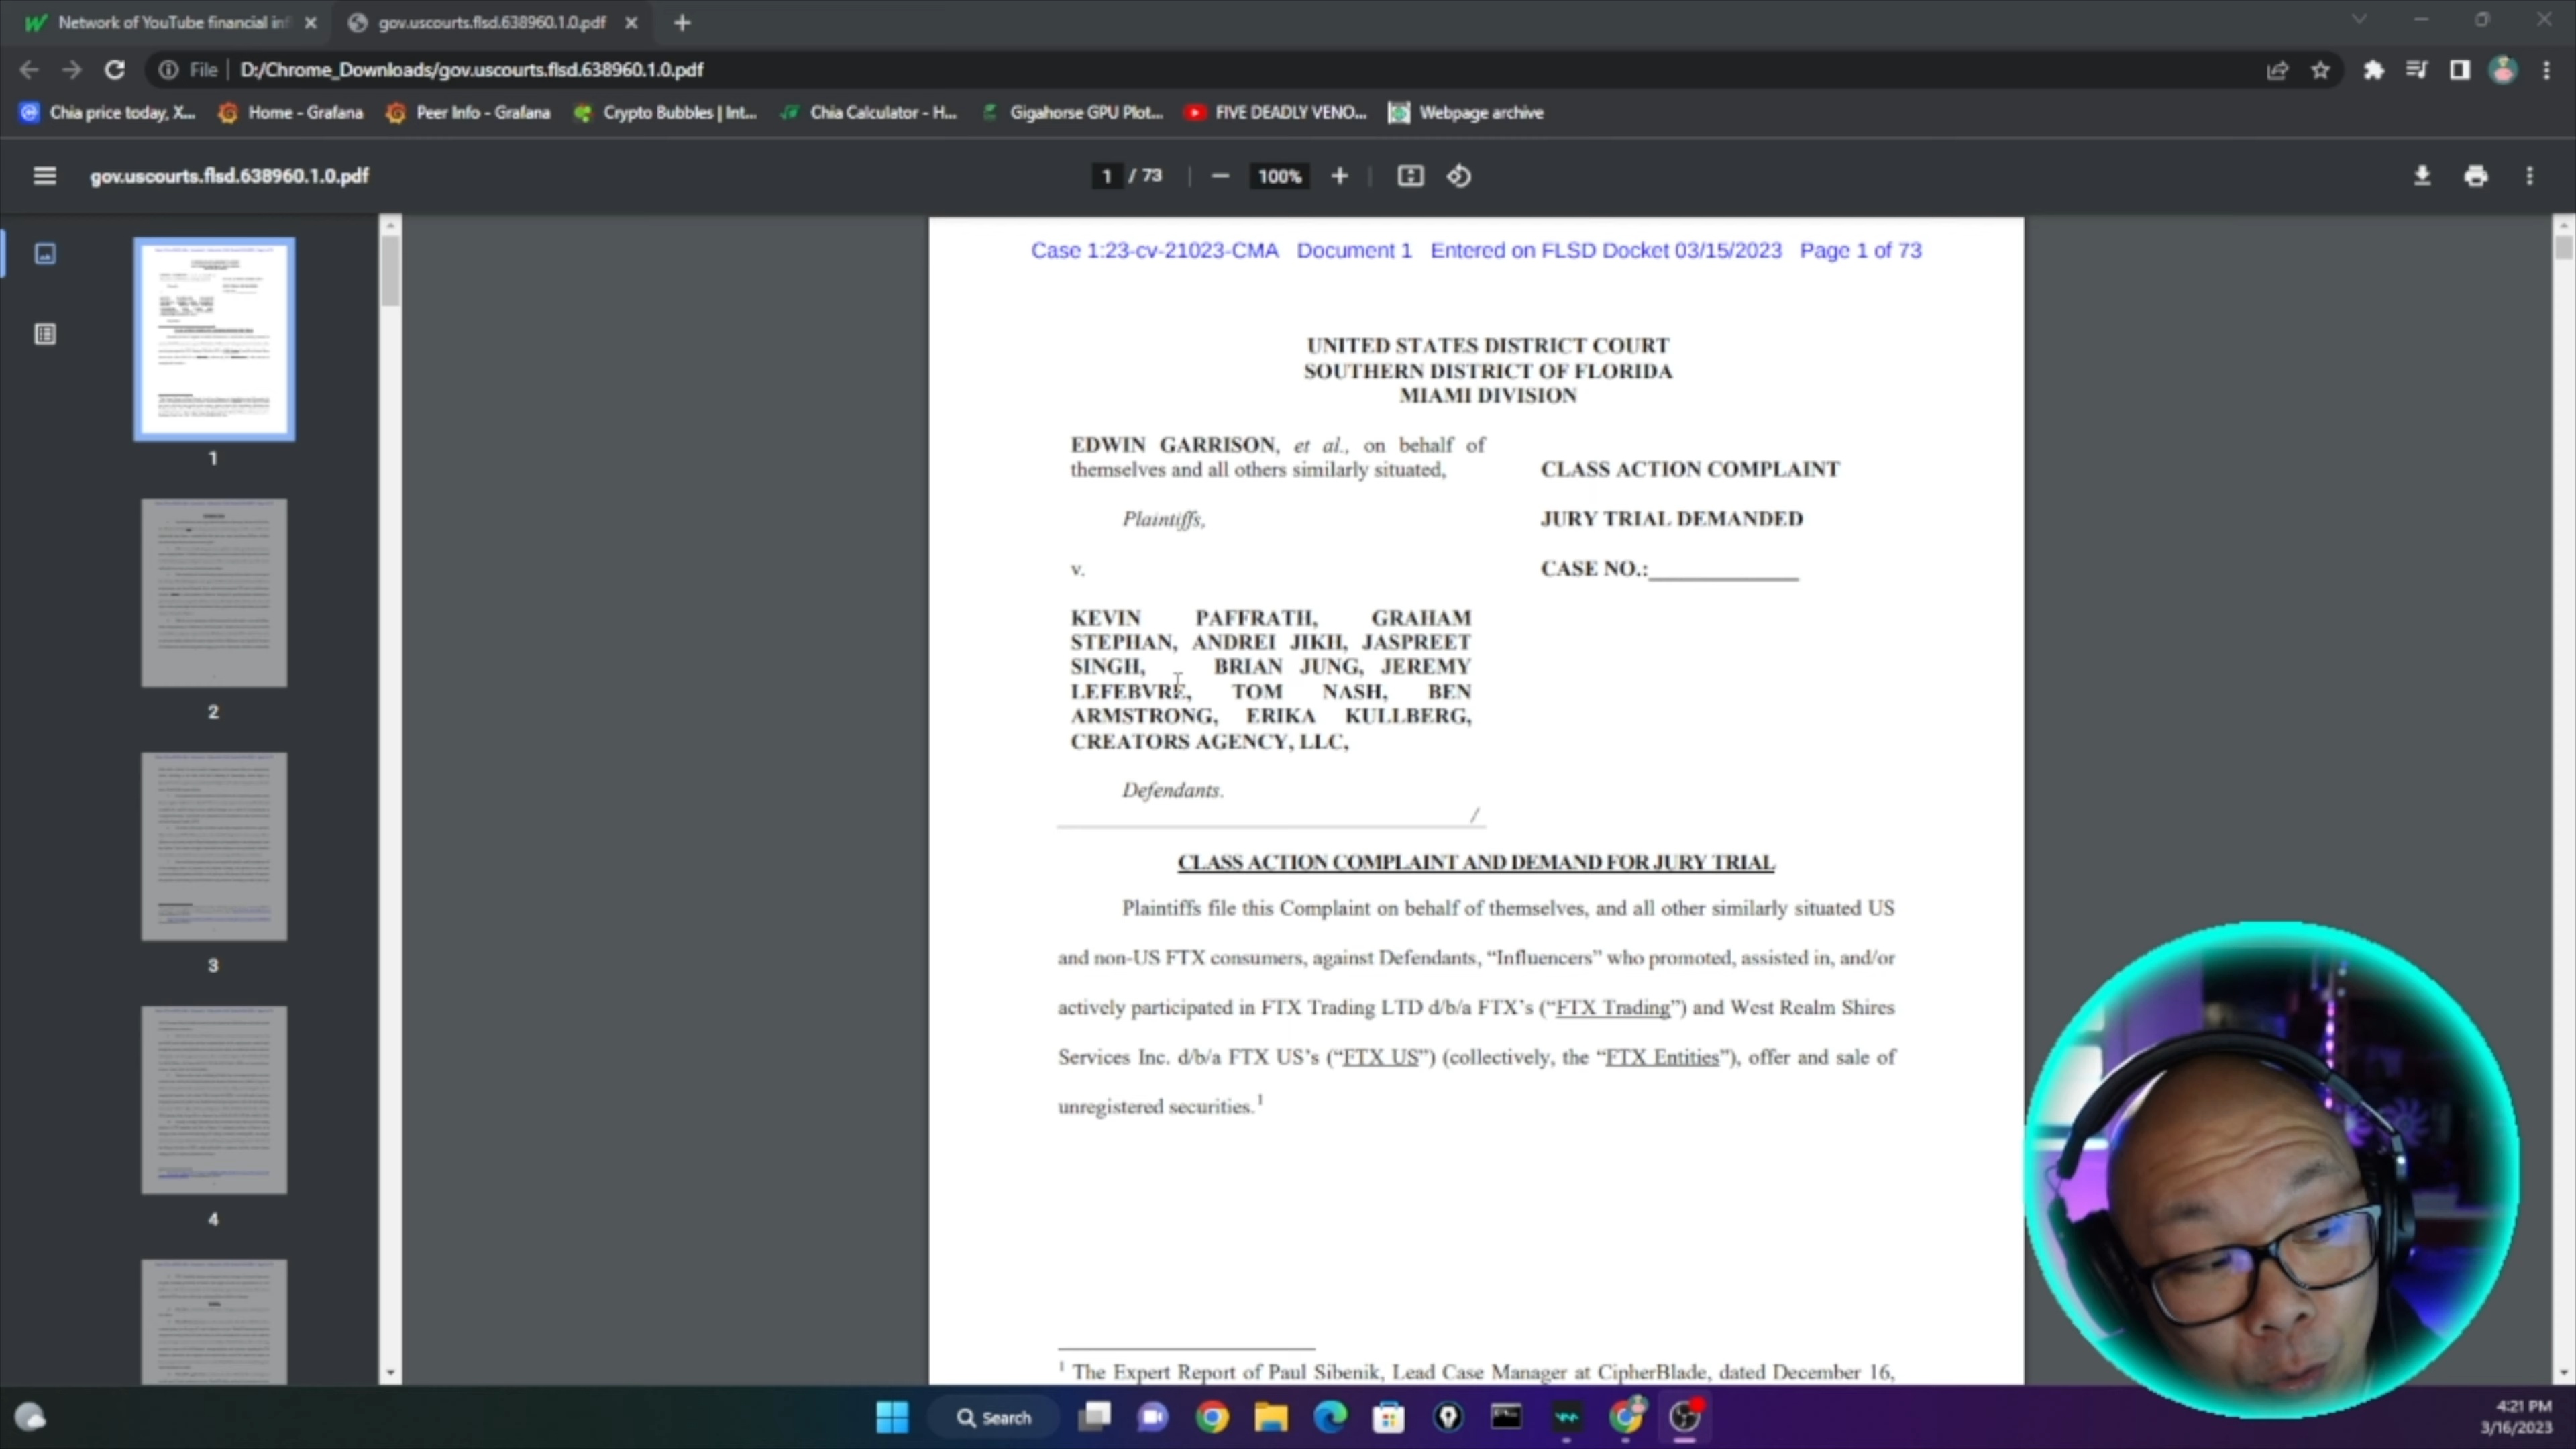 Network of YouTube financial inf
gov.uscourts.flsd.638960.1.0.pdf
File
D:/Chrome_Downloads/gov.uscourts.flsd.638960.1.0.pdf
Chia price today, X...
Home - Grafana
Peer Info - Grafana
Crypto Bubbles | Int...
Chia Calculator - H...
Gigahorse GPU Plot...
FIVE DEADLY VENO...
Webpage archive
gov.uscourts.flsd.638960.1.0.pdf
1 / 73
100%
1
2
3
4
Case 1:23-cv-21023-CMA Document 1 Entered on FLSD Docket 03/15/2023 Page 1 of 73
UNITED STATES DISTRICT COURT
SOUTHERN DISTRICT OF FLORIDA
MIAMI DIVISION
EDWIN GARRISON, et al., on behalf of
themselves and all others similarly situated,
Plaintiffs,
v.
KEVIN PAFFRATH, GRAHAM
STEPHAN, ANDREI JIKH, JASPREET
SINGH, BRIAN JUNG, JEREMY
LEFEBVRE, TOM NASH, BEN
ARMSTRONG, ERIKA KULLBERG,
CREATORS AGENCY, LLC,
Defendants.
/
CLASS ACTION COMPLAINT
JURY TRIAL DEMANDED
CASE NO.:____________
CLASS ACTION COMPLAINT AND DEMAND FOR JURY TRIAL
Plaintiffs file this Complaint on behalf of themselves, and all other similarly situated US
and non-US FTX consumers, against Defendants, “Influencers” who promoted, assisted in, and/or
actively participated in FTX Trading LTD d/b/a FTX’s (“FTX Trading”) and West Realm Shires
Services Inc. d/b/a FTX US’s (“FTX US”) (collectively, the “FTX Entities”), offer and sale of
unregistered securities.1
1 The Expert Report of Paul Sibenik, Lead Case Manager at CipherBlade, dated December 16,
Search
4:21 PM
3/16/2023